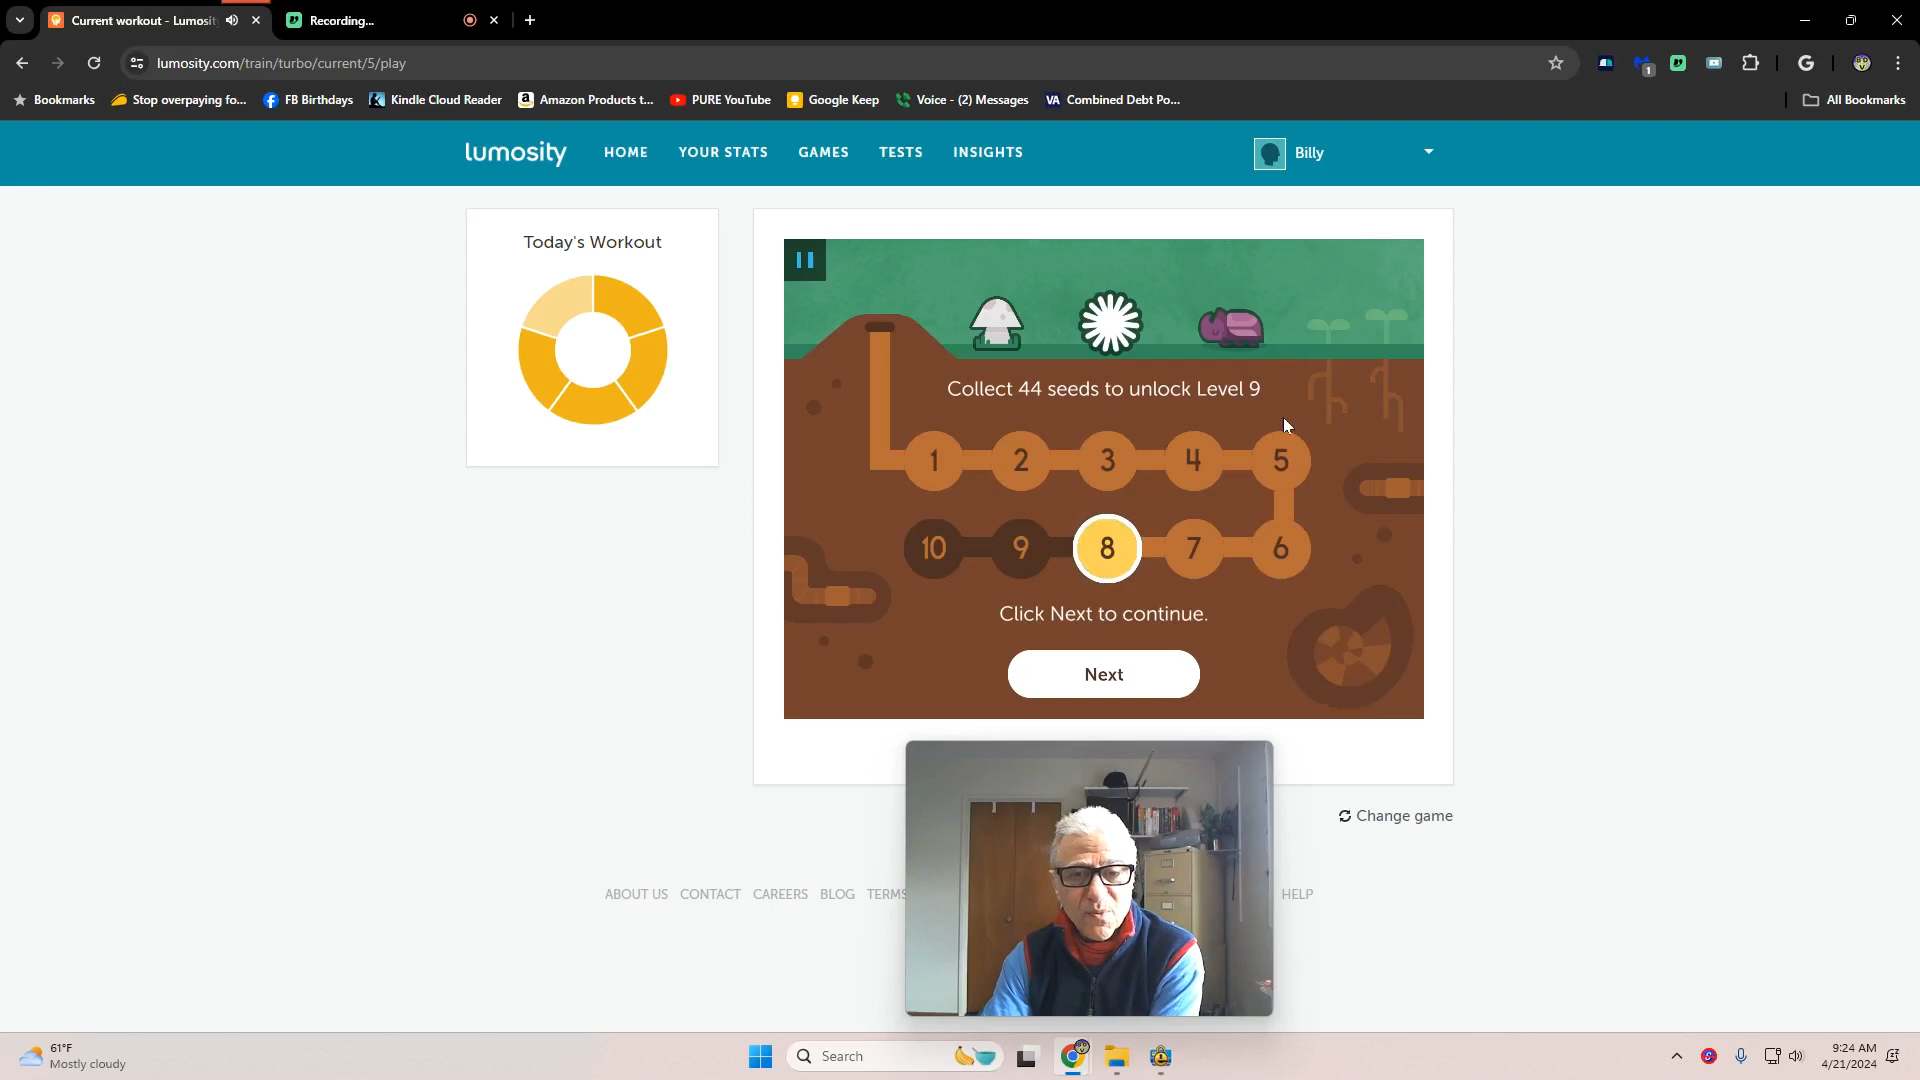 Current workout - Lumosit
Recording...
lumosity.com/train/turbo/current/5/play
1
G
Bookmarks
Stop overpaying fo...
FB Birthdays
Kindle Cloud Reader
Amazon Products t...
PURE YouTube
Google Keep
Voice - (2) Messages
VA Combined Debt Po...
All Bookmarks
lumosity
HOME
YOUR STATS
GAMES
TESTS
INSIGHTS
Billy
Today's Workout
Collect 44 seeds to unlock Level 9
1 2 3 4 5
10 9 8 7 6
Click Next to continue.
Next
Change game
ABOUT US CONTACT CAREERS BLOG TERMS
HELP
61°F
Mostly cloudy
Search
9:24 AM
4/21/2024